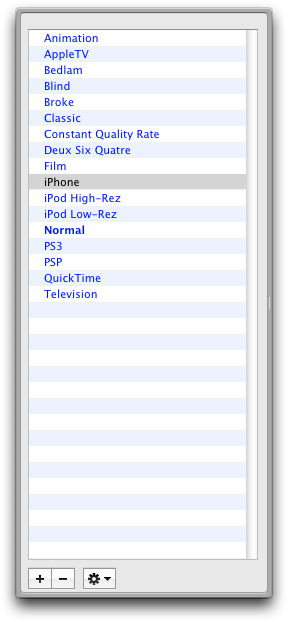 Animation
AppleTV
Bedlam
Blind
Broke
Classic
Constant Quality Rate
Deux Six Quatre
Film
iPhone
iPod High-Rez
iPod Low-Rez
Normal
PS3
PSP
QuickTime
Television